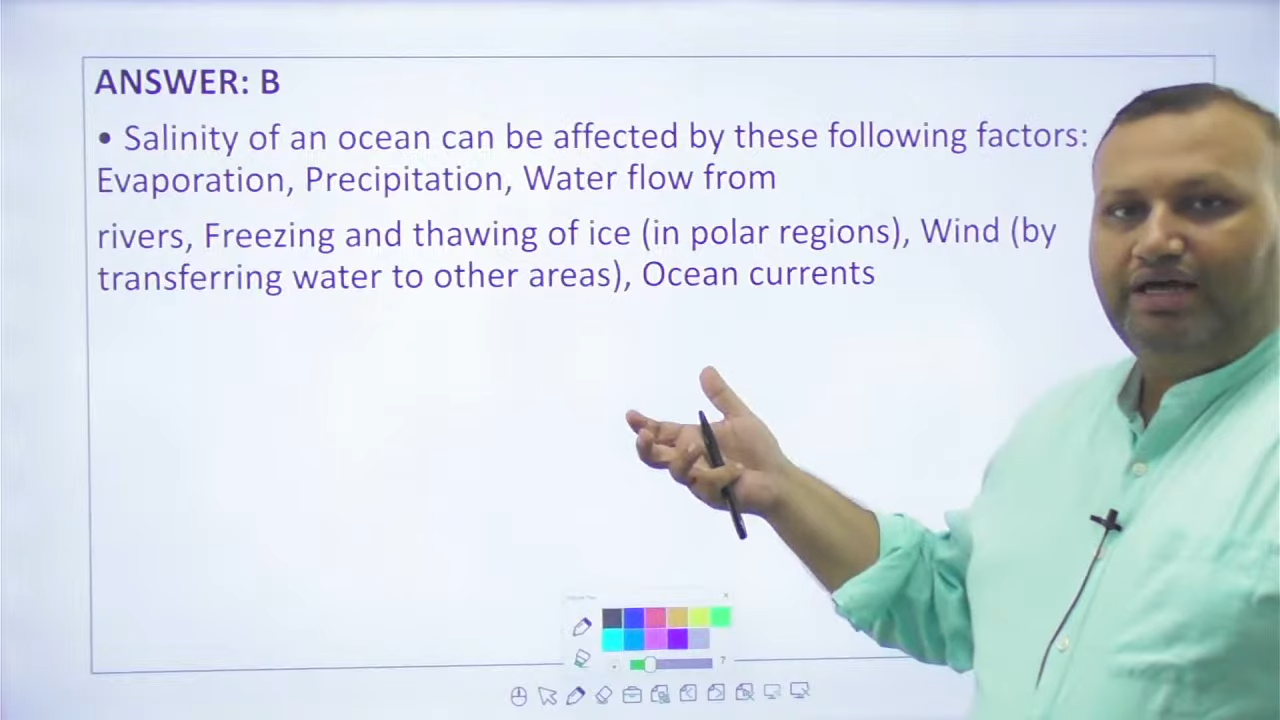 ANSWER: B
• Salinity of an ocean can be affected by these following factors:
Evaporation, Precipitation, Water flow from
rivers, Freezing and thawing of ice (in polar regions), Wind (by
transferring water to other areas), Ocean currents
?